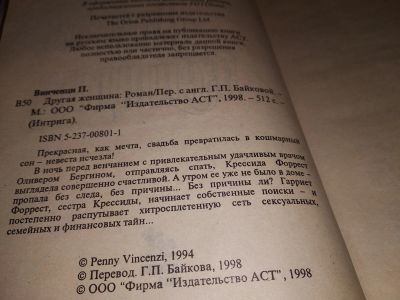 Печатается с разрешения издательства
The Orion Publishing Group Ltd.
Исключительные права на публикацию книги
на русском языке принадлежат издательству АСТ.
Любое использование материала данной книги,
полностью или частично, без разрешения
правообладателя запрещается.
Винченци П.
В50 Другая женщина: Роман/Пер. с англ. Г.П. Байковой. -
М.: ООО "Фирма "Издательство АСТ", 1998. - 512 с. -
(Интрига).
ISBN 5-237-00801-1
Прекрасная, как мечта, свадьба превратилась в кошмарный
сон – невеста исчезла!
В ночь перед венчанием с привлекательным удачливым врачом
Оливером Бергином, отправляясь спать, Крессида Форрест
выглядела совершенно счастливой. А утром ее уже не было в доме –
пропала без следа, без причины... Без причины ли? Гарриет
Форрест, сестра Крессиды, начинает собственные поиски – и
постепенно распутывает хитросплетенную сеть сексуальных,
семейных и финансовых тайн...
© Penny Vincenzi, 1994
© Перевод. Г.П. Байкова, 1998
© ООО "Фирма "Издательство АСТ", 1998